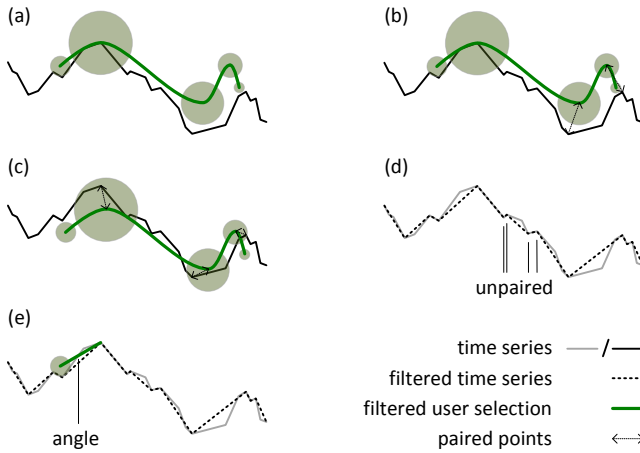 (a)
(b)
(c)
(d)
unpaired
(e)
angle
time series
/
filtered time series
filtered user selection
paired points